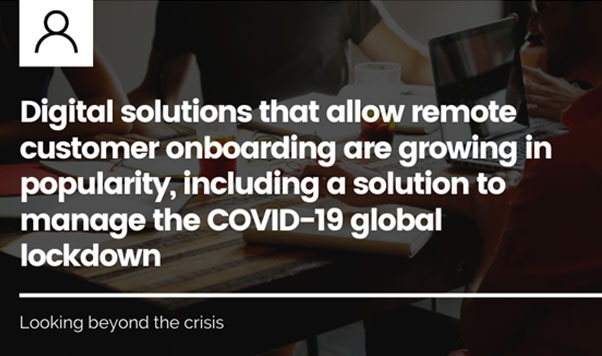 Digital solutions that allow remote
customer onboarding are growing in
popularity, including a solution to
manage the COVID-19 global
lockdown
Looking beyond the crisis